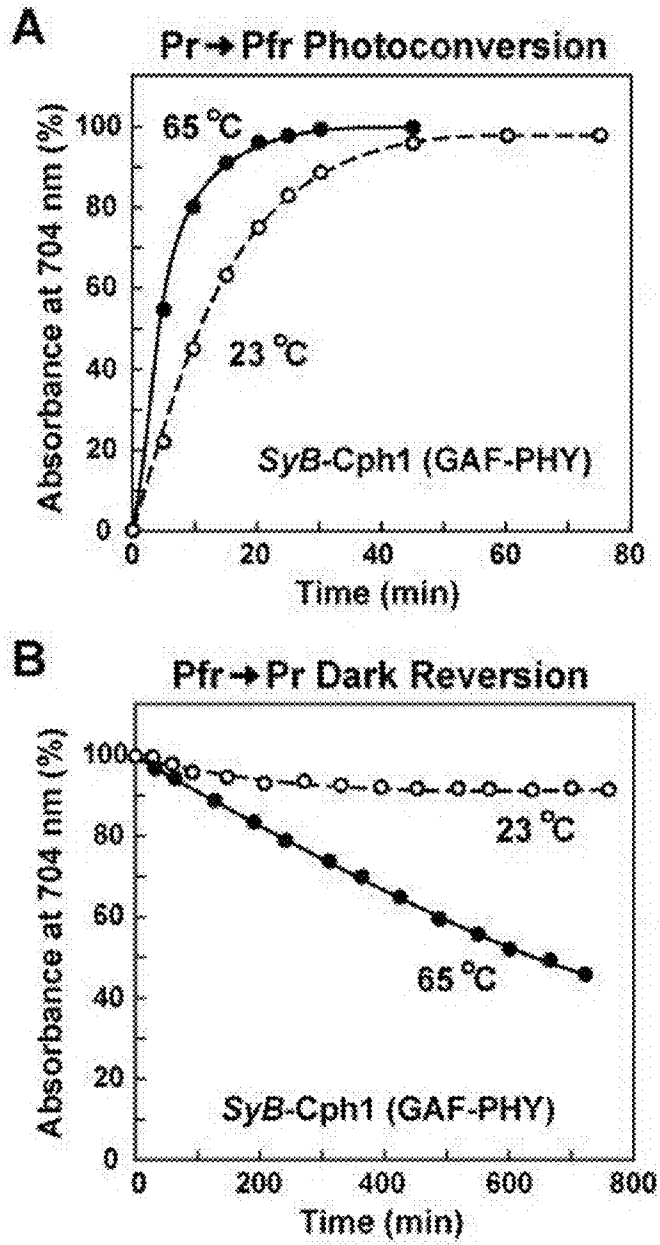 A
Pr → Pfr Photoconversion
Absorbance at 704 nm (%)
100
80
60
40
20
0
65 °C
23 °C
SyB-Cph1 (GAF-PHY)
0 20 40 60 80
Time (min)
B
Pfr → Pr Dark Reversion
Absorbance at 704 nm (%)
100
80
60
40
20
0
23 °C
65 °C
SyB-Cph1 (GAF-PHY)
0 200 400 600 800
Time (min)